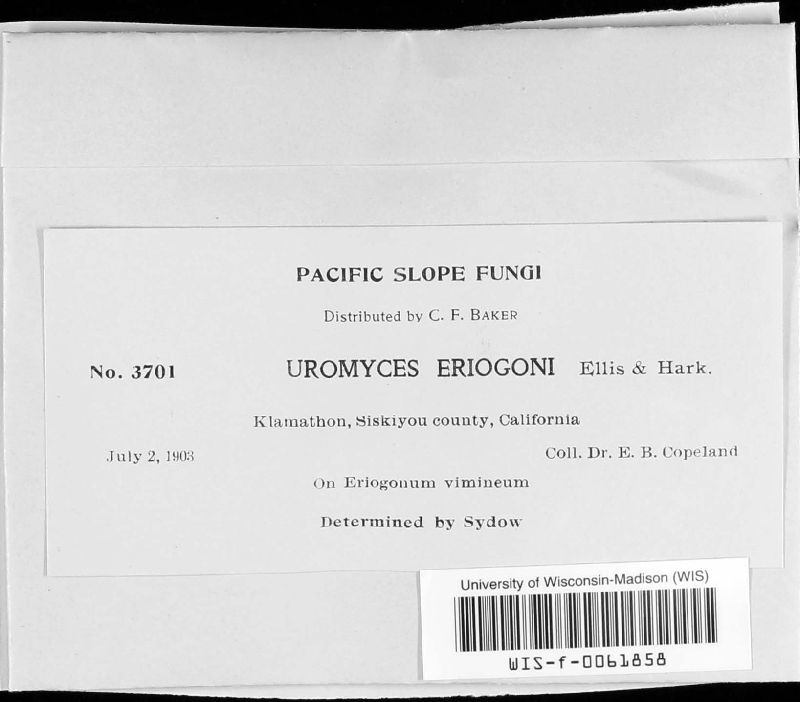 PACIFIC SLOPE FUNGI
Distributed by C. F. BAKER
No. 3701 UROMYCES ERIOGONI Ellis & Hark.
Klamathon, Siskiyou county, California
July 2, 1903 Coll. Dr. E. B. Copeland
On Eriogonum vimineum
Determined by Sydow
University of Wisconsin-Madison (WIS)
WIS-f-0061858